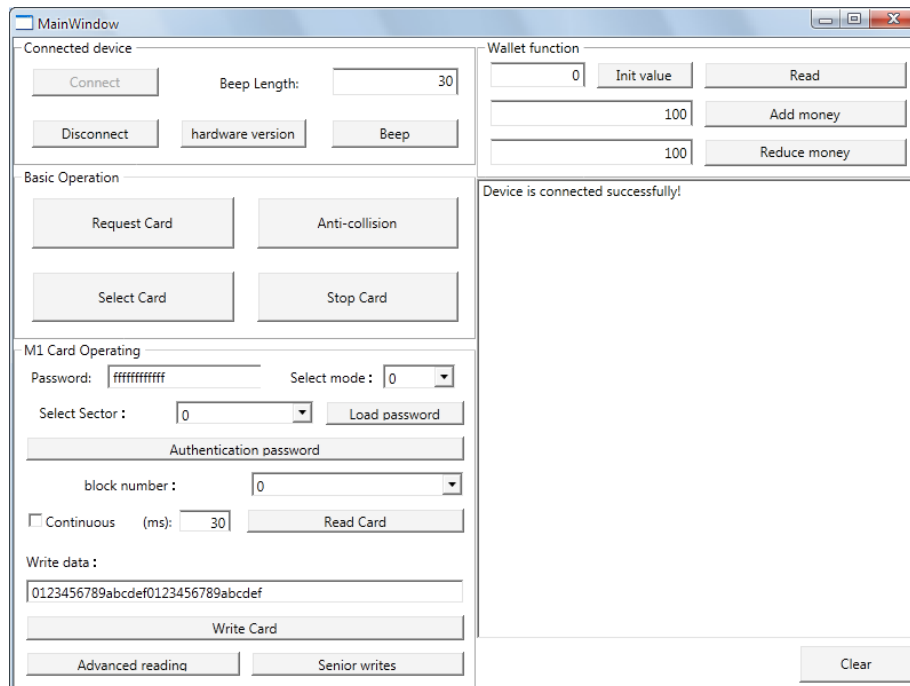 MainWindow
Connected device
Connect
Beep Length:
30
Disconnect
hardware version
Beep
Basic Operation
Request Card
Anti-collision
Select Card
Stop Card
M1 Card Operating
Password:
ffffffffffff
Select mode：
0
Select Sector：
0
Load password
Authentication password
block number：
0
Continuous
(ms):
30
Read Card
Write data：
0123456789abcdef0123456789abcdef
Write Card
Advanced reading
Senior writes
Wallet function
0
Init value
Read
100
Add money
100
Reduce money
Device is connected successfully!
Clear